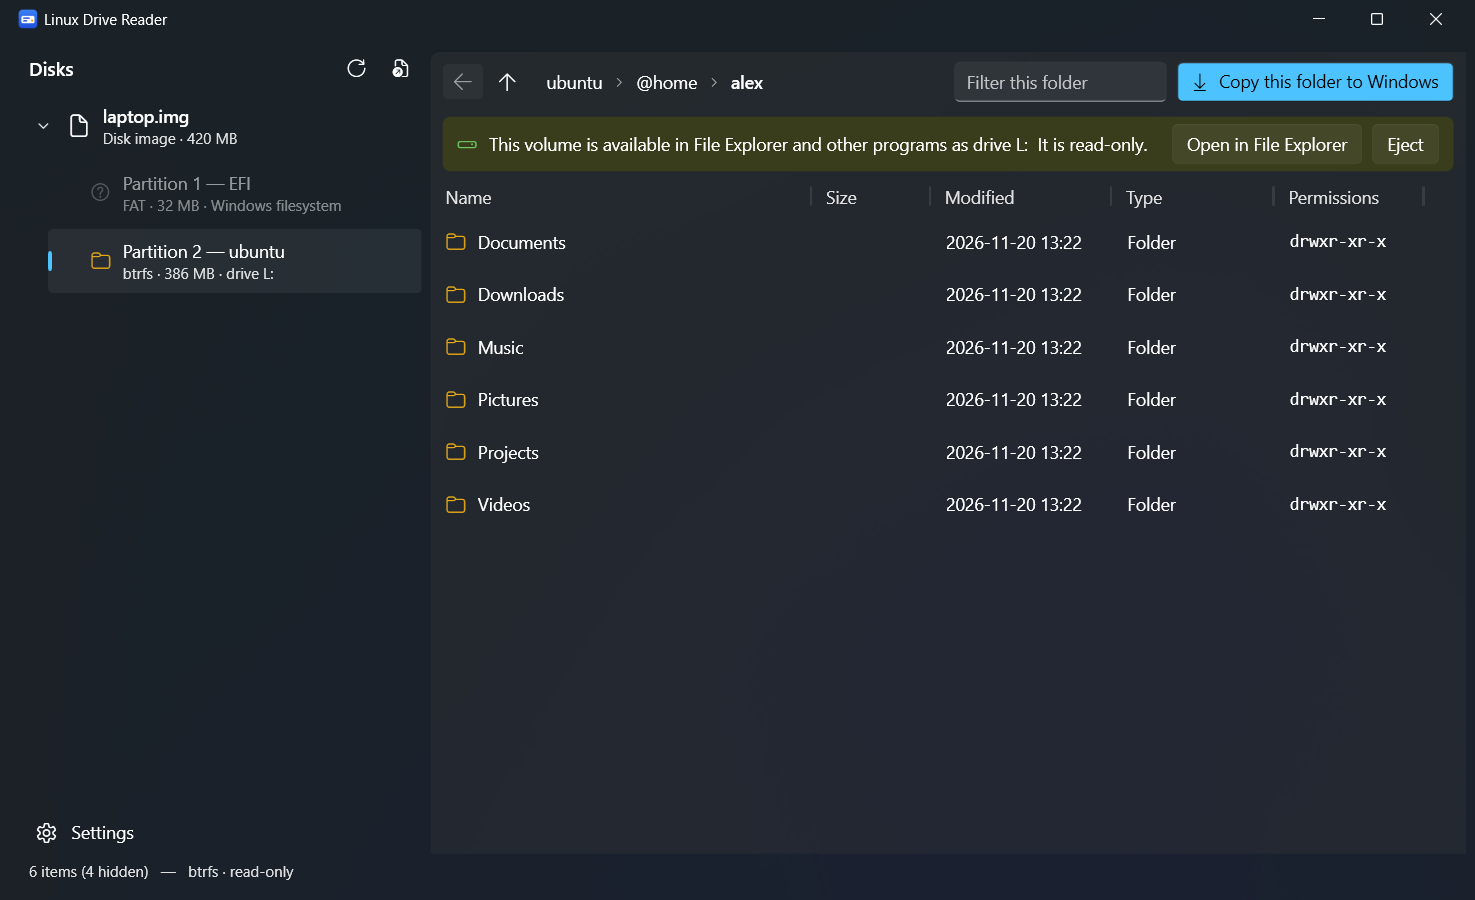 Linux Drive Reader
Disks
laptop.img
Disk image · 420 MB
Partition 1 — EFI
FAT · 32 MB · Windows filesystem
Partition 2 — ubuntu
btrfs · 386 MB · drive L:
Settings
6 items (4 hidden) — btrfs · read-only
ubuntu > @home > alex
Filter this folder
Copy this folder to Windows
This volume is available in File Explorer and other programs as drive L: It is read-only.
Open in File Explorer
Eject
Name Size Modified Type Permissions
Documents 2026-11-20 13:22 Folder drwxr-xr-x
Downloads 2026-11-20 13:22 Folder drwxr-xr-x
Music 2026-11-20 13:22 Folder drwxr-xr-x
Pictures 2026-11-20 13:22 Folder drwxr-xr-x
Projects 2026-11-20 13:22 Folder drwxr-xr-x
Videos 2026-11-20 13:22 Folder drwxr-xr-x